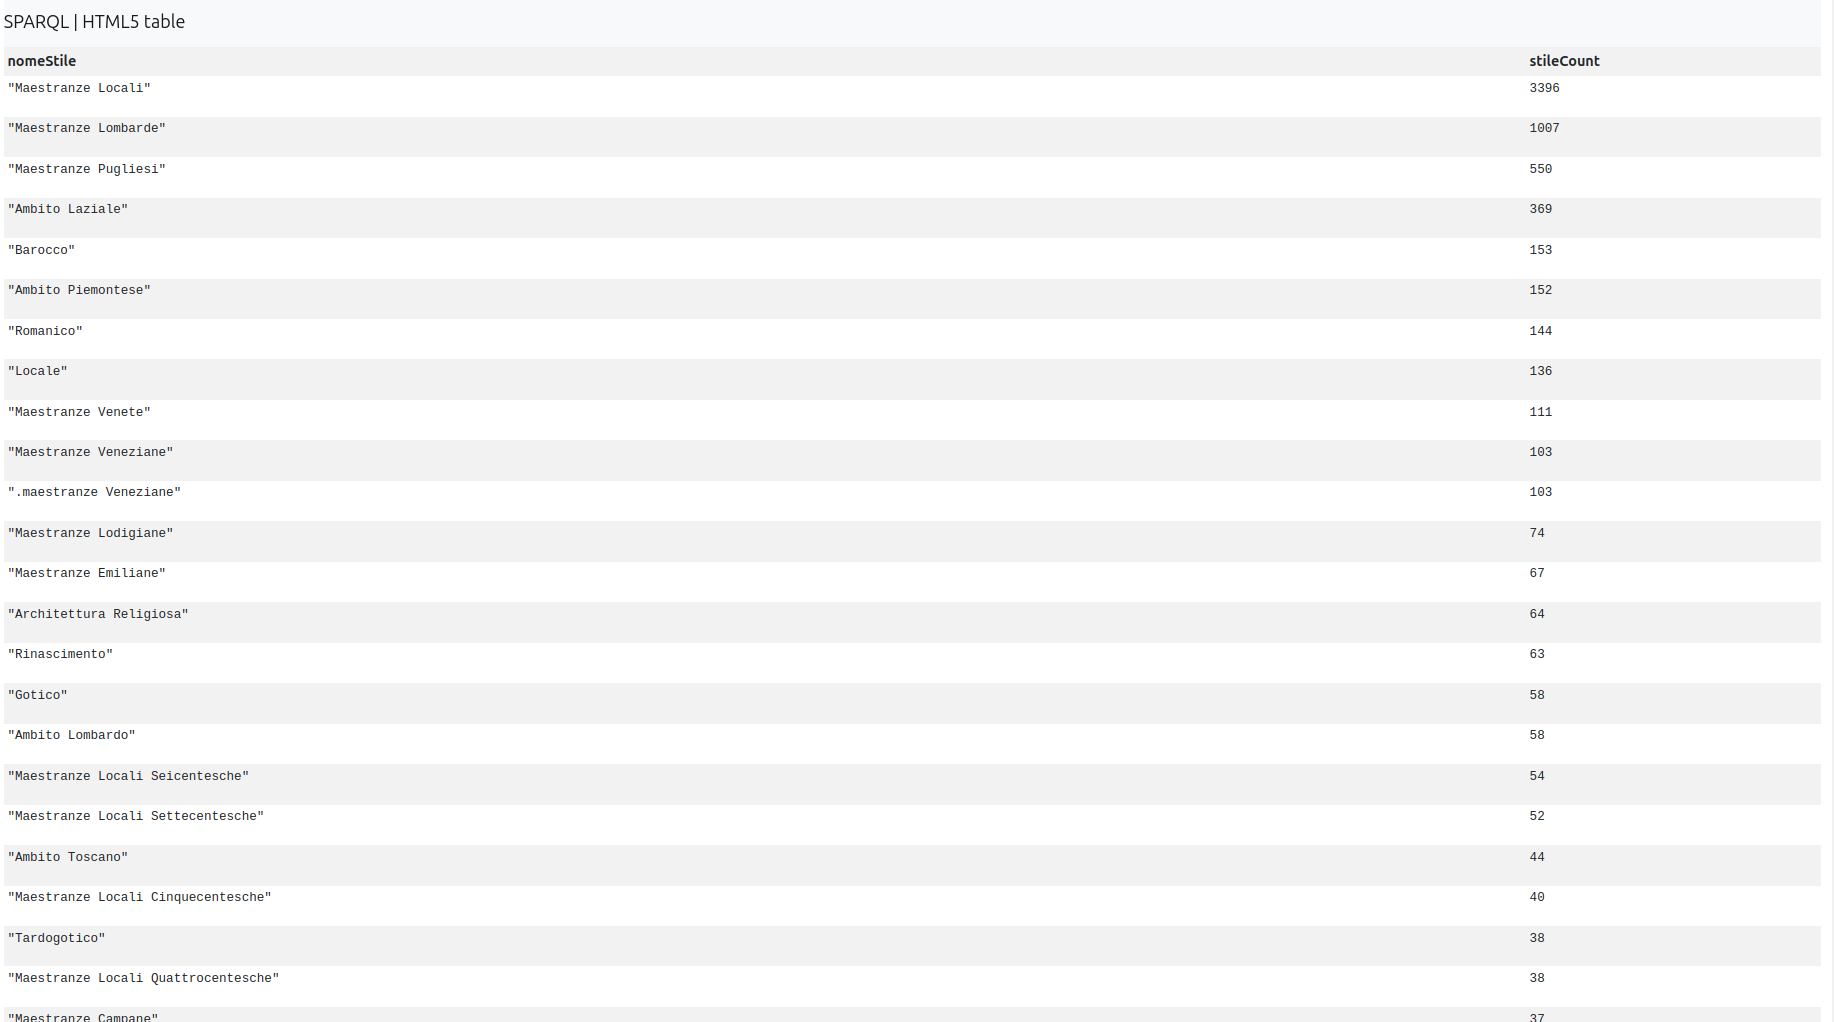 SPARQL | HTML5 table
nomeStile stileCount
"Maestranze Locali" 3396
"Maestranze Lombarde" 1007
"Maestranze Pugliesi" 550
"Ambito Laziale" 369
"Barocco" 153
"Ambito Piemontese" 152
"Romanico" 144
"Locale" 136
"Maestranze Venete" 111
"Maestranze Veneziane" 103
".maestranze Veneziane" 103
"Maestranze Lodigiane" 74
"Maestranze Emiliane" 67
"Architettura Religiosa" 64
"Rinascimento" 63
"Gotico" 58
"Ambito Lombardo" 58
"Maestranze Locali Seicentesche" 54
"Maestranze Locali Settecentesche" 52
"Ambito Toscano" 44
"Maestranze Locali Cinquecentesche" 40
"Tardogotico" 38
"Maestranze Locali Quattrocentesche" 38
"Maestranze Campane" 37